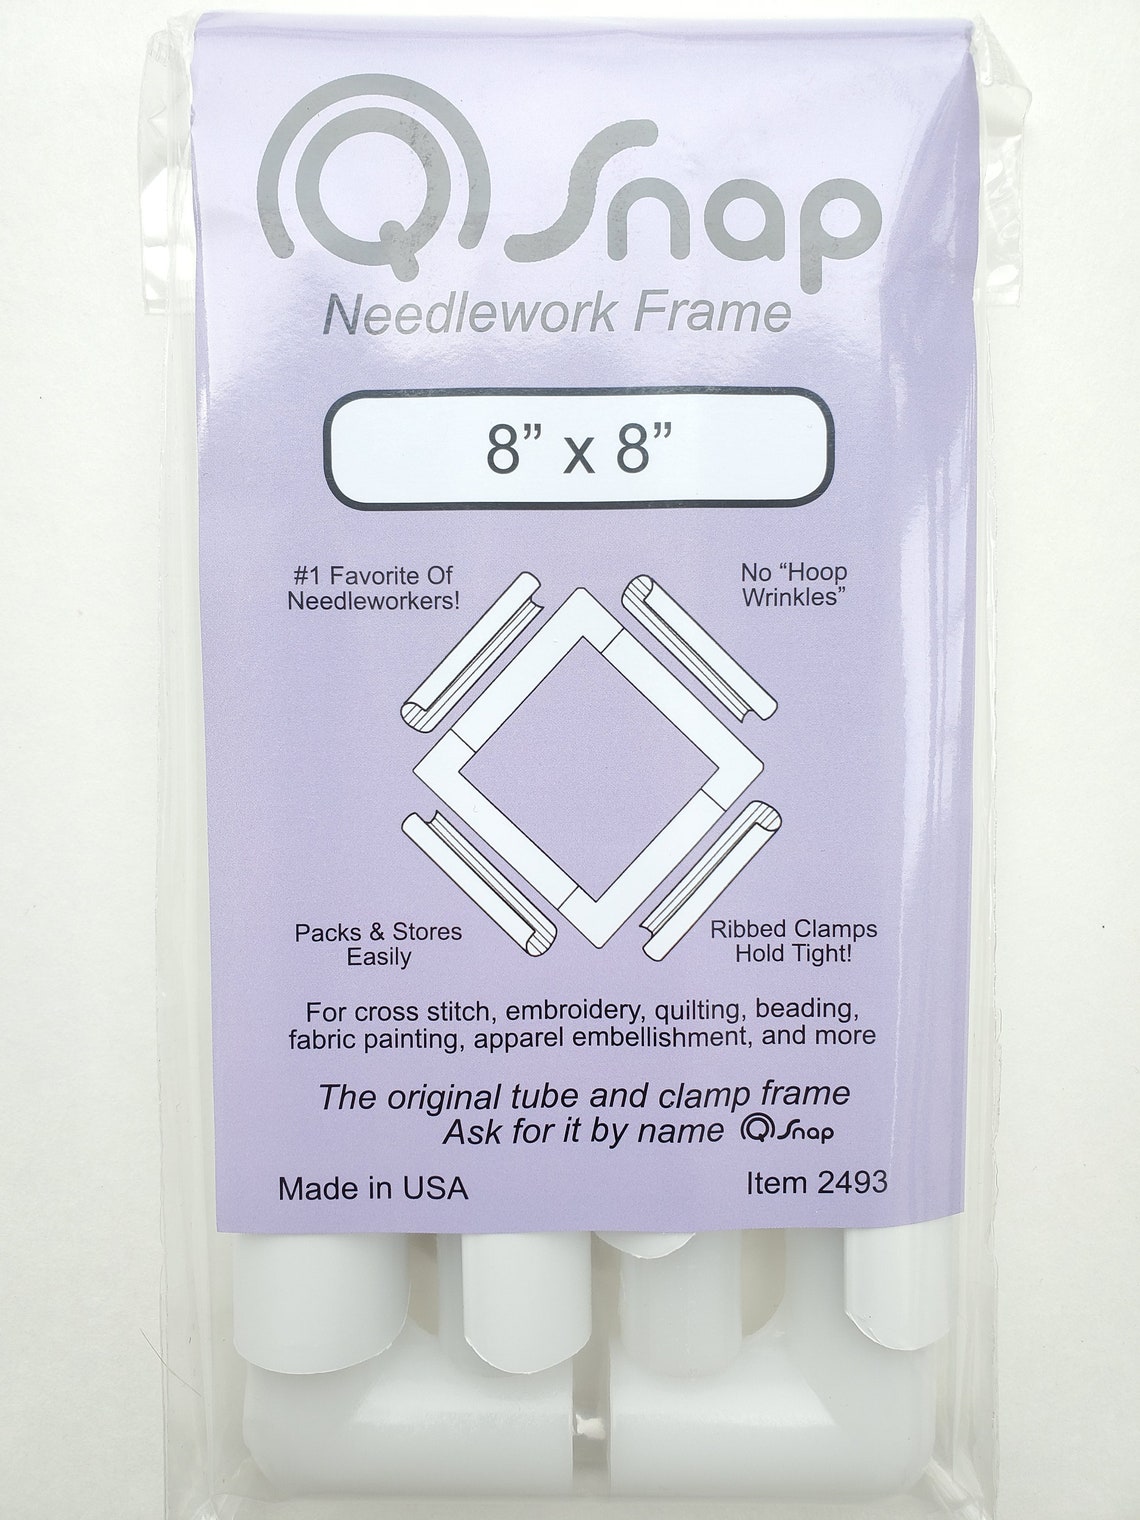 Q Snap
Needlework Frame
8” x 8”
#1 Favorite Of
Needleworkers!
No “Hoop
Wrinkles”
Packs & Stores
Easily
Ribbed Clamps
Hold Tight!
For cross stitch, embroidery, quilting, beading,
fabric painting, apparel embellishment, and more
The original tube and clamp frame
Ask for it by name Q Snap
Made in USA
Item 2493